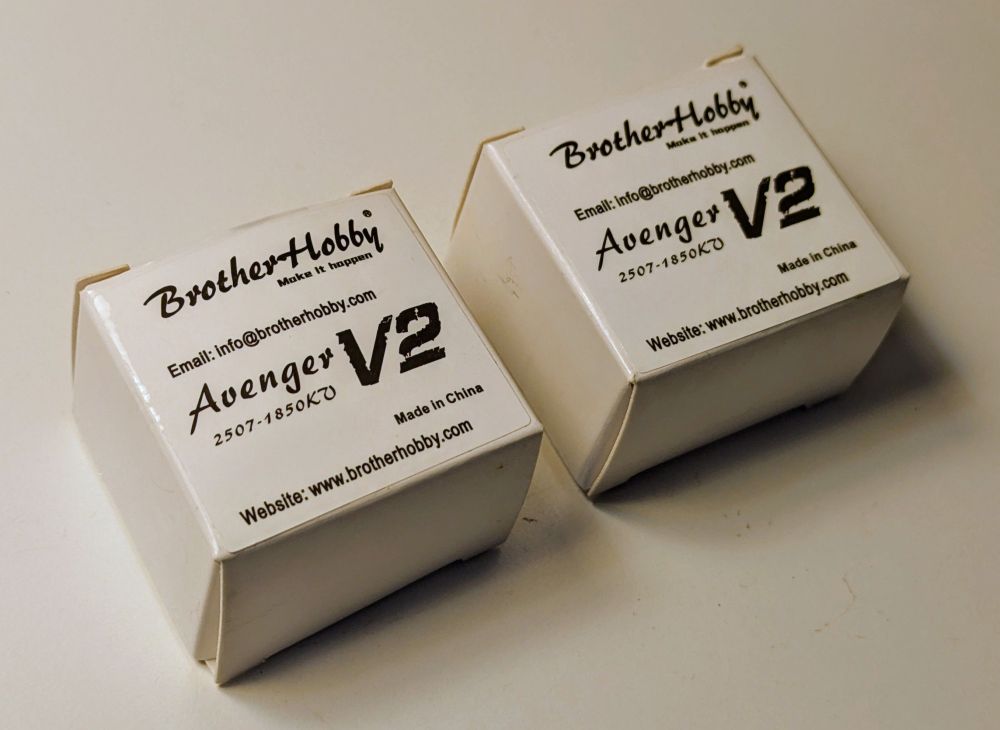 BrotherHobby®
Make it happen
Email: info@brotherhobby.com
Avenger V2
2507-1850KV
Made in China
Website: www.brotherhobby.com
BrotherHobby®
Make it happen
Email: info@brotherhobby.com
Avenger V2
2507-1850KV
Made in China
Website: www.brotherhobby.com